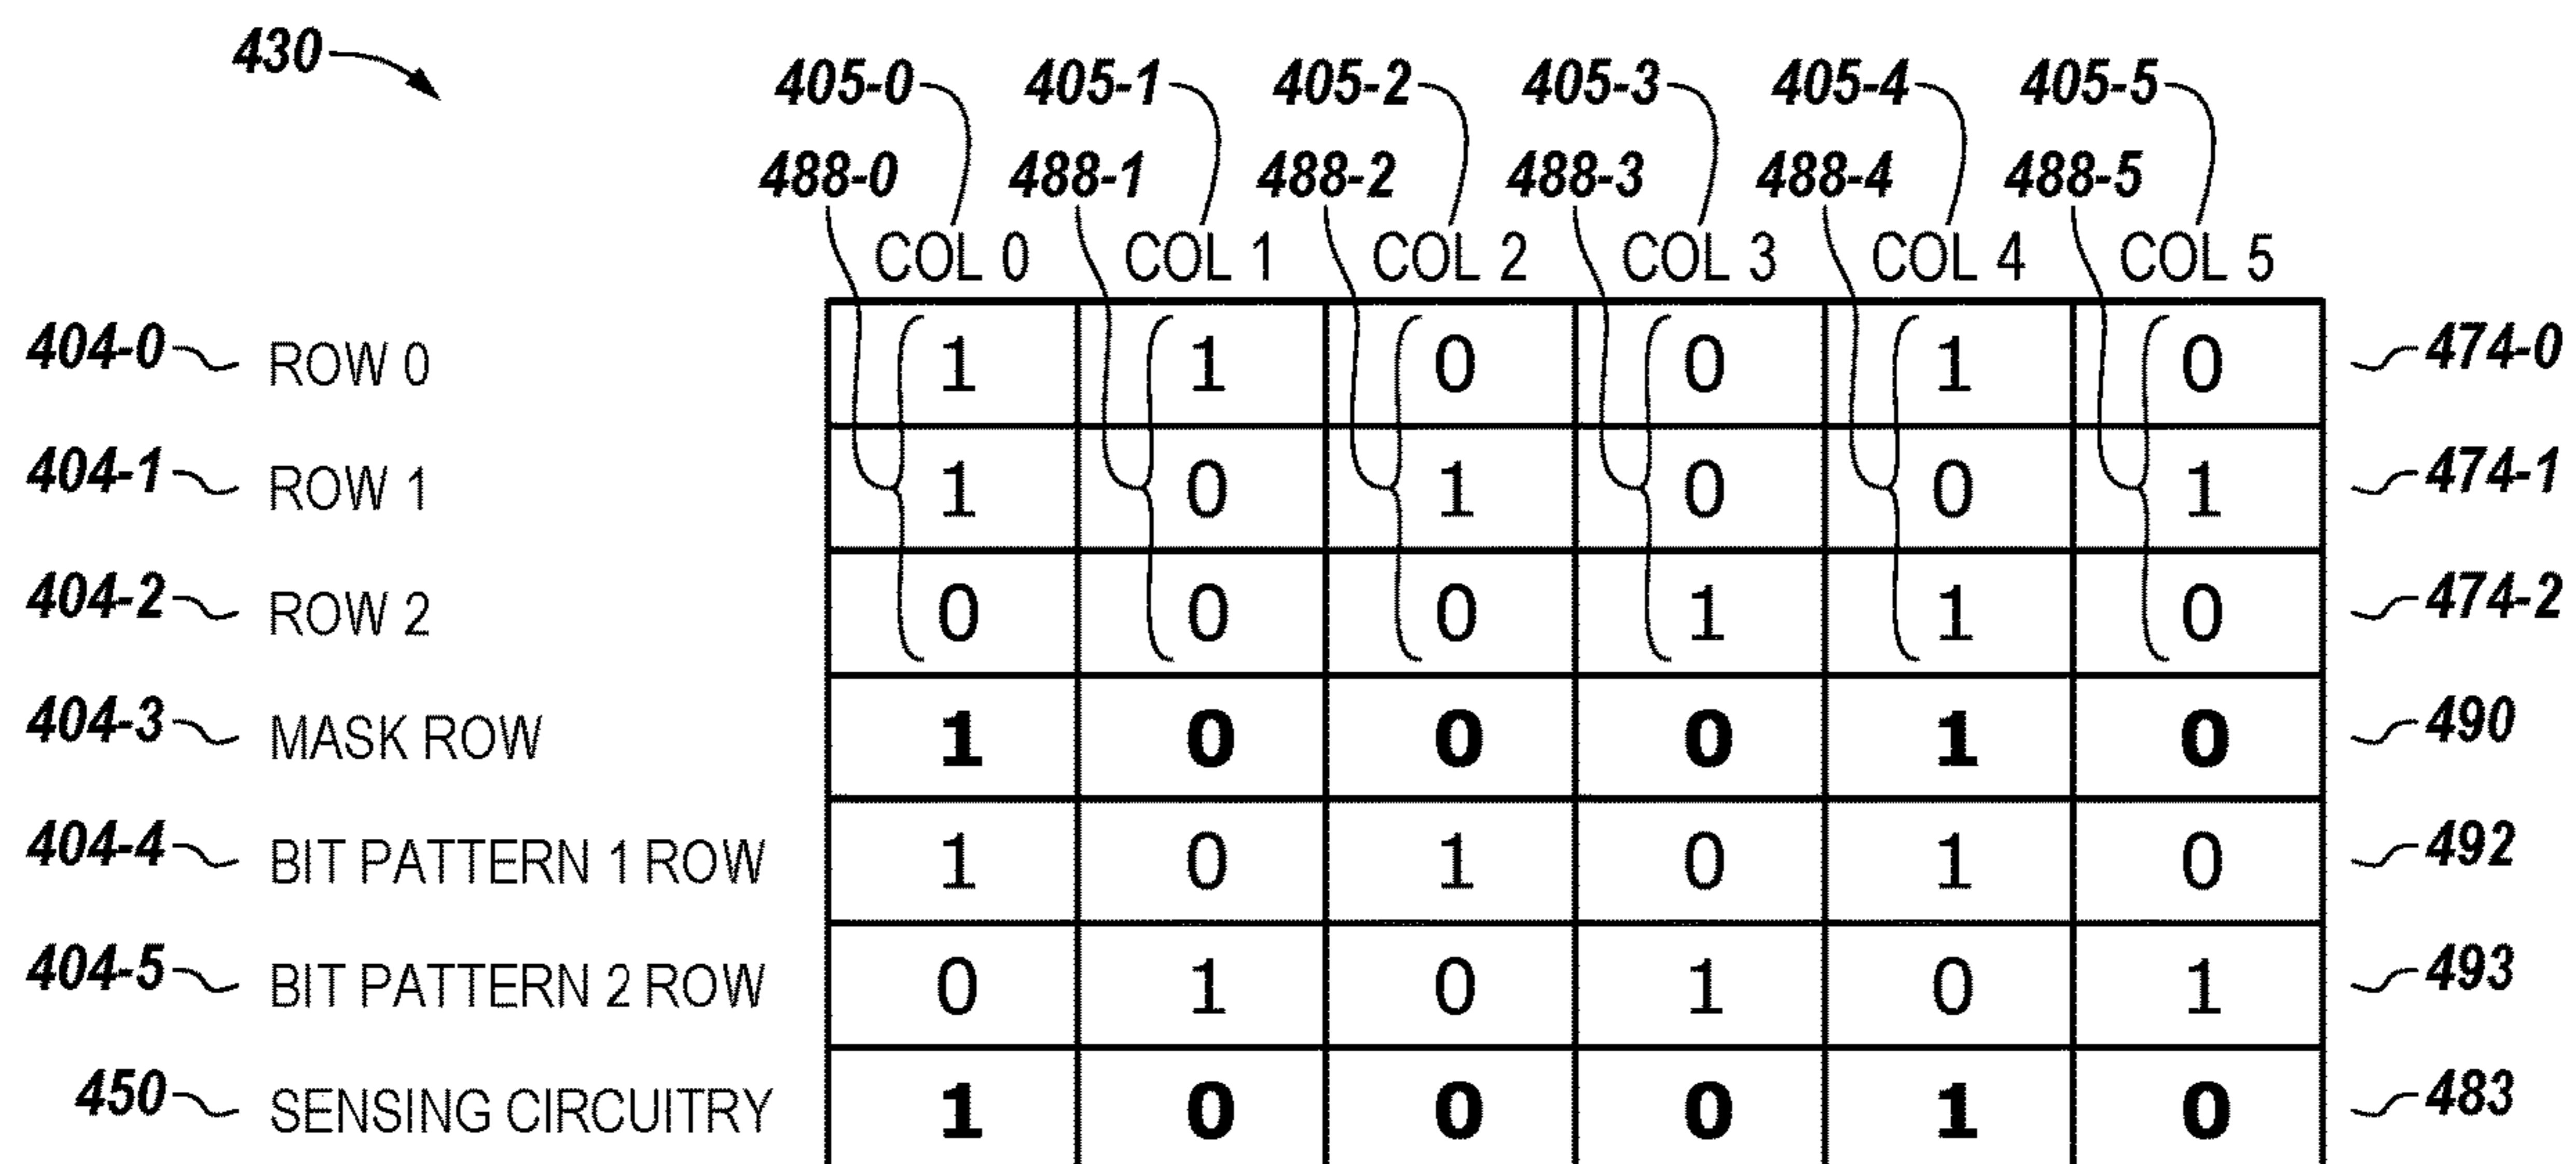 430
405-0 405-1 405-2 405-3 405-4 405-5
488-0 488-1 488-2 488-3 488-4 488-5
COL 0 COL 1 COL 2 COL 3 COL 4 COL 5
404-0 ROW 0 1 1 0 0 1 0 474-0
404-1 ROW 1 1 0 1 0 0 1 474-1
404-2 ROW 2 0 0 0 1 1 0 474-2
404-3 MASK ROW 1 0 0 0 1 0 490
404-4 BIT PATTERN 1 ROW 1 0 1 0 1 0 492
404-5 BIT PATTERN 2 ROW 0 1 0 1 0 1 493
450 SENSING CIRCUITRY 1 0 0 0 1 0 483